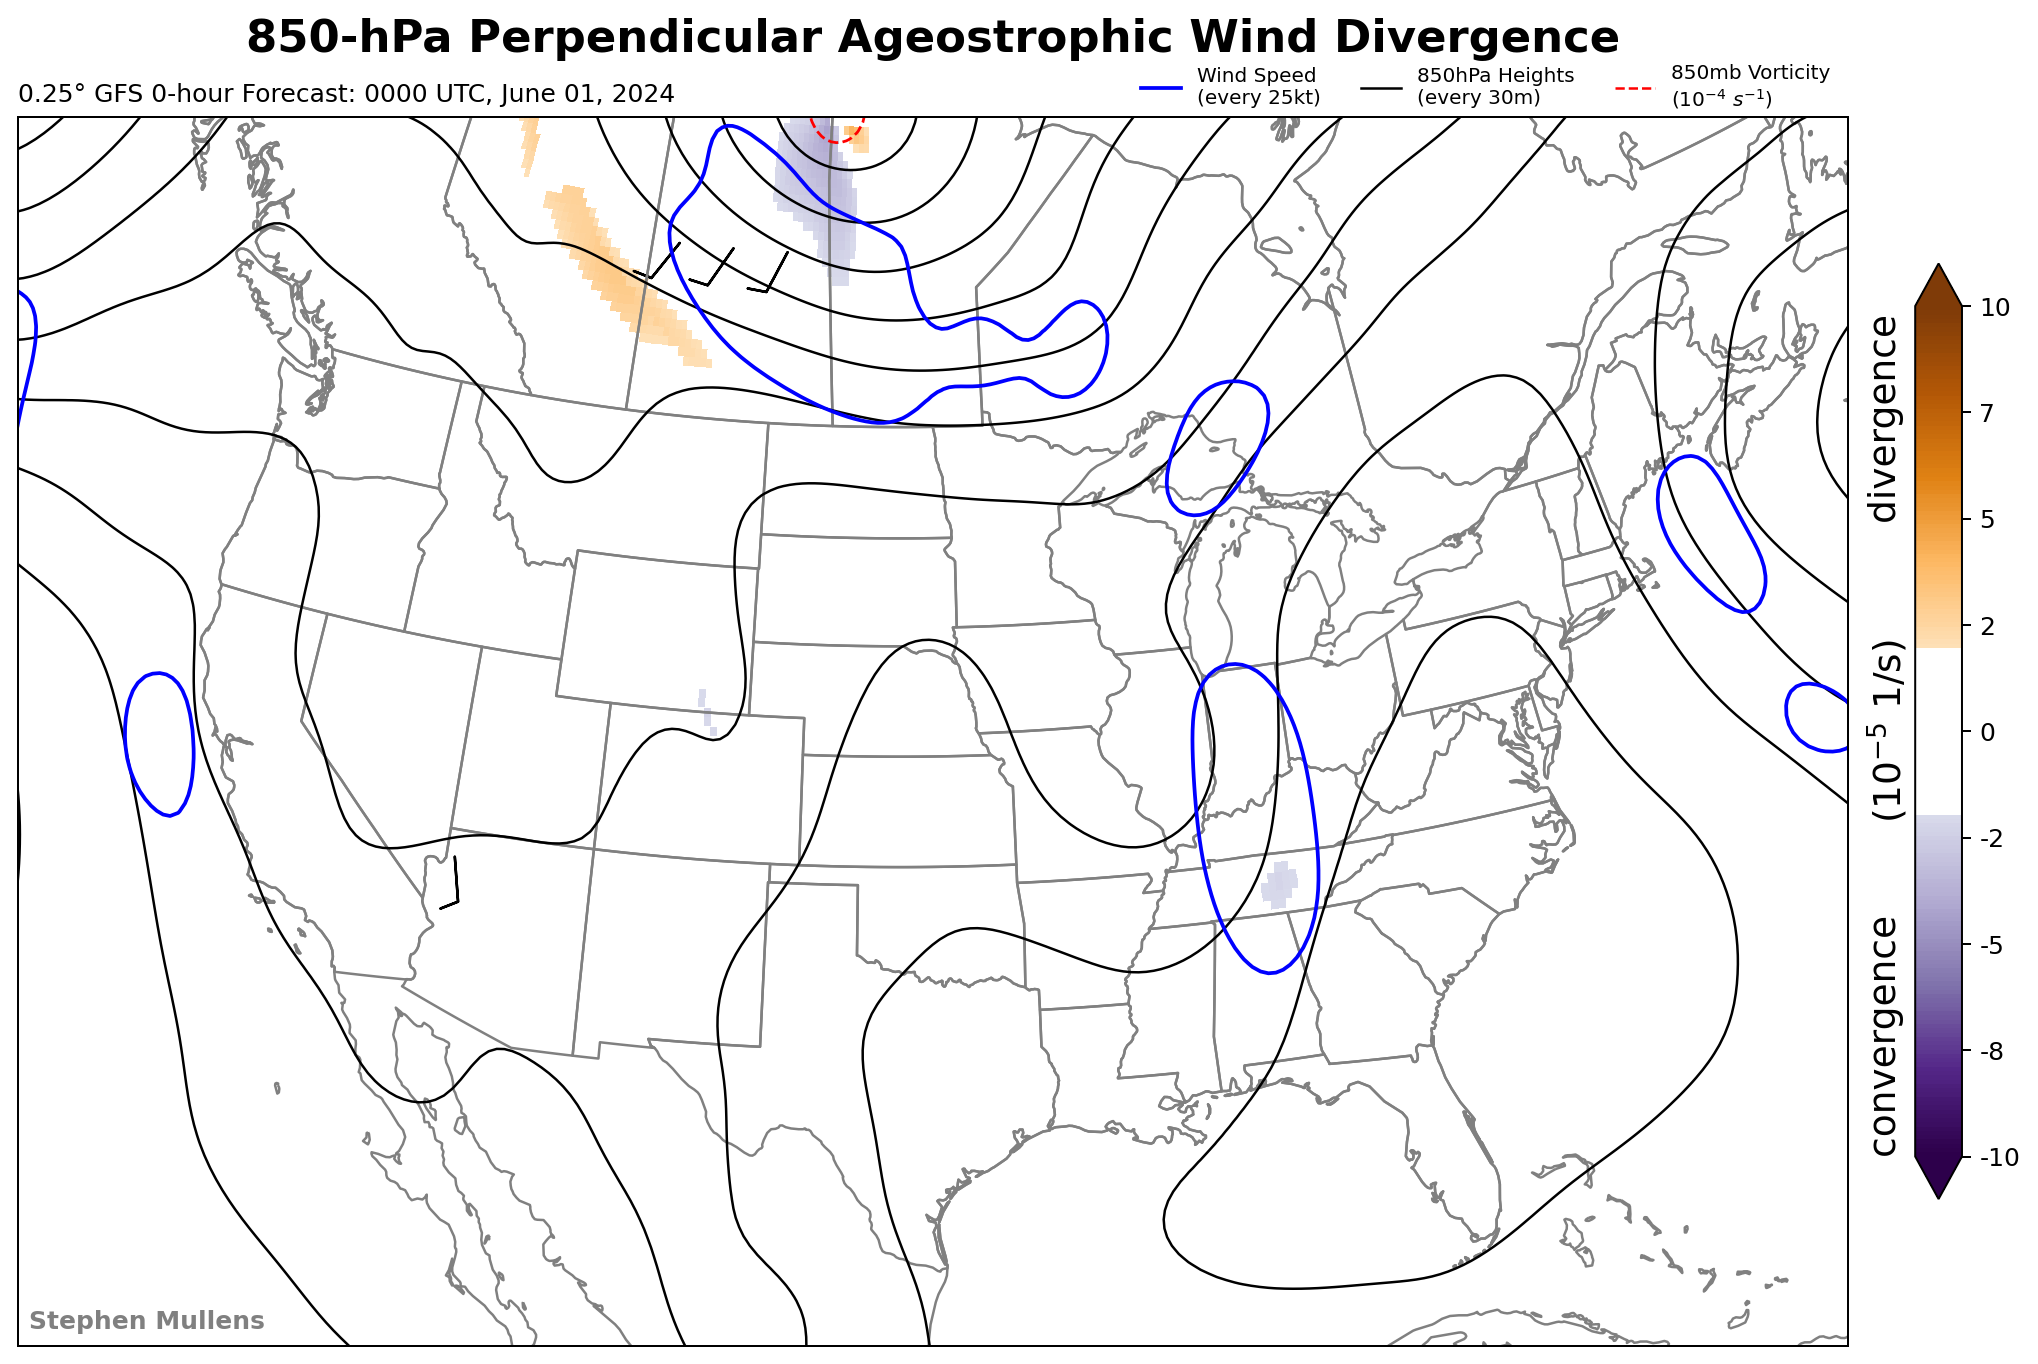 850-hPa Perpendicular Ageostrophic Wind Divergence
0.25° GFS 0-hour Forecast: 0000 UTC, June 01, 2024
Wind Speed
(every 25kt)
850hPa Heights
(every 30m)
850mb Vorticity
(10⁻⁴ s⁻¹)
divergence
(10⁻⁵ 1/s)
convergence
10
7
5
2
0
-2
-5
-8
-10
Stephen Mullens